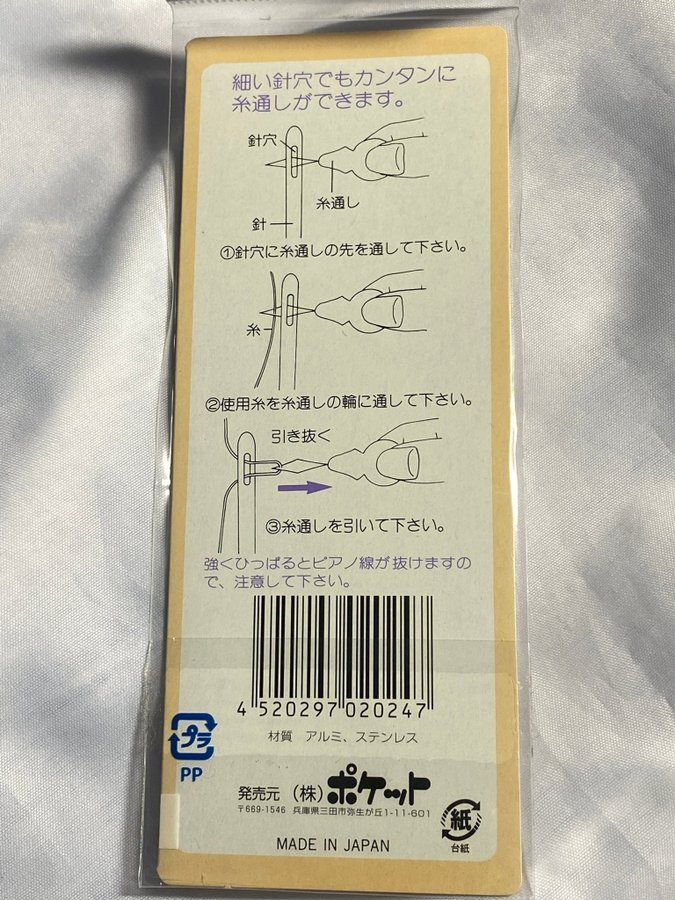 細い針穴でもカンタンに
糸通しができます。
針穴
糸通し
針
①針穴に糸通しの先を通して下さい。
糸
②使用糸を糸通しの輪に通して下さい。
引き抜く
③糸通しを引いて下さい。
強くひっぱるとピアノ線が抜けますの
で、注意して下さい。
4 520297 020247
材質 アルミ、ステンレス
プラ
PP
発売元 (株)ポケット
〒669-1546 兵庫県三田市弥生が丘1-11-601
紙
台紙
MADE IN JAPAN